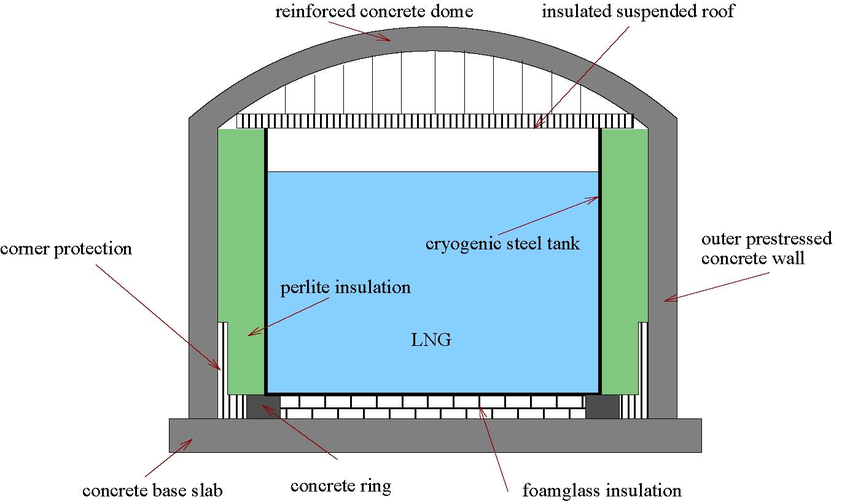 reinforced concrete dome
insulated suspended roof
corner protection
cryogenic steel tank
outer prestressed
concrete wall
perlite insulation
LNG
concrete base slab
concrete ring
foamglass insulation